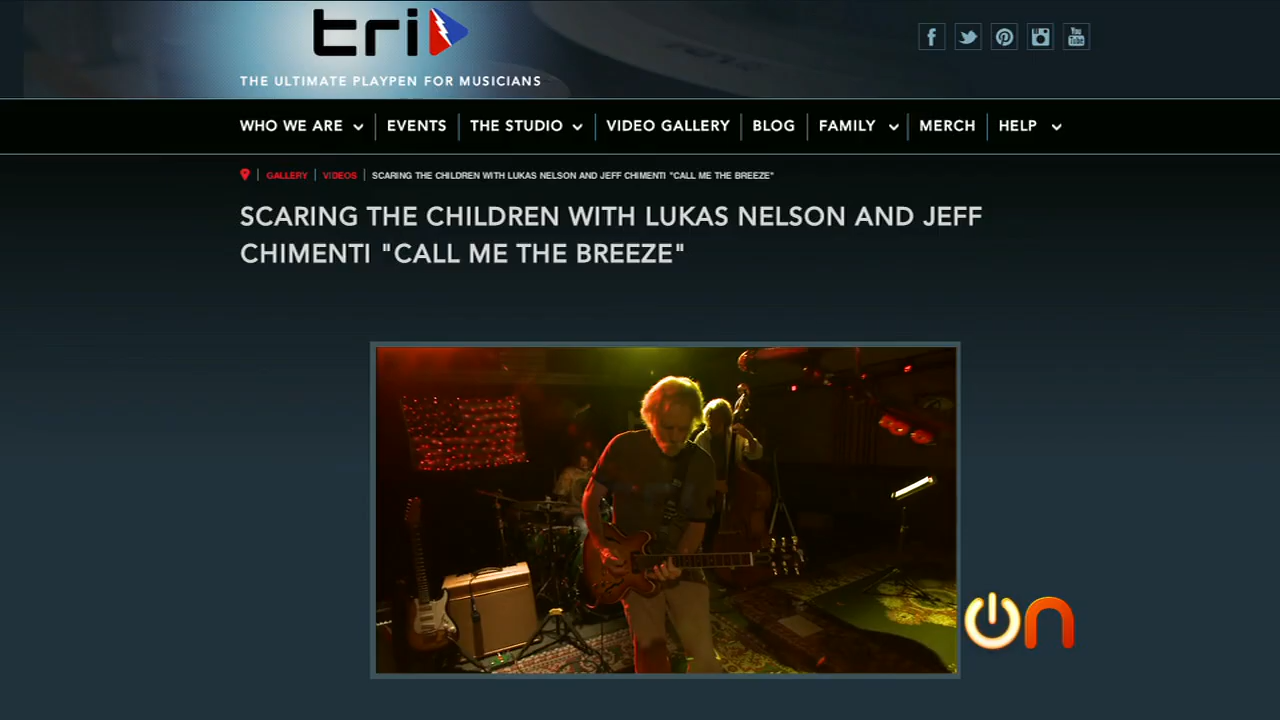 tri
THE ULTIMATE PLAYPEN FOR MUSICIANS
WHO WE ARE EVENTS THE STUDIO VIDEO GALLERY BLOG FAMILY MERCH HELP
GALLERY VIDEOS SCARING THE CHILDREN WITH LUKAS NELSON AND JEFF CHIMENTI "CALL ME THE BREEZE"
SCARING THE CHILDREN WITH LUKAS NELSON AND JEFF
CHIMENTI "CALL ME THE BREEZE"
on